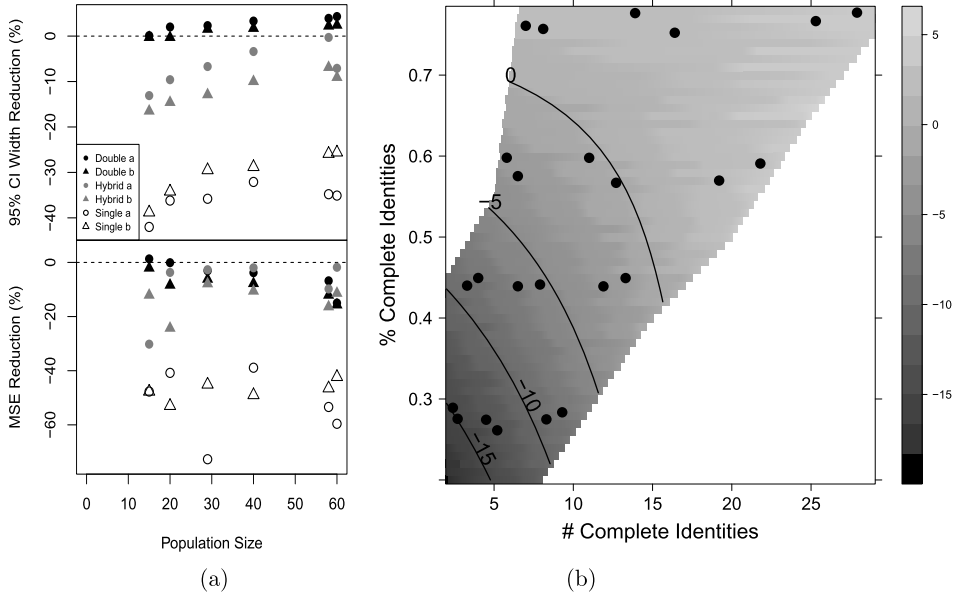 95% CI Width Reduction (%)
0
−10
−20
−30
−40
Double a
Double b
Hybrid a
Hybrid b
Single a
Single b
MSE Reduction (%)
0
−20
−40
−60
0 10 20 30 40 50 60
Population Size
(a)
% Complete Identities
0.7
0.6
0.5
0.4
0.3
0
−5
−10
−15
5 10 15 20 25
# Complete Identities
5
0
−5
−10
−15
(b)